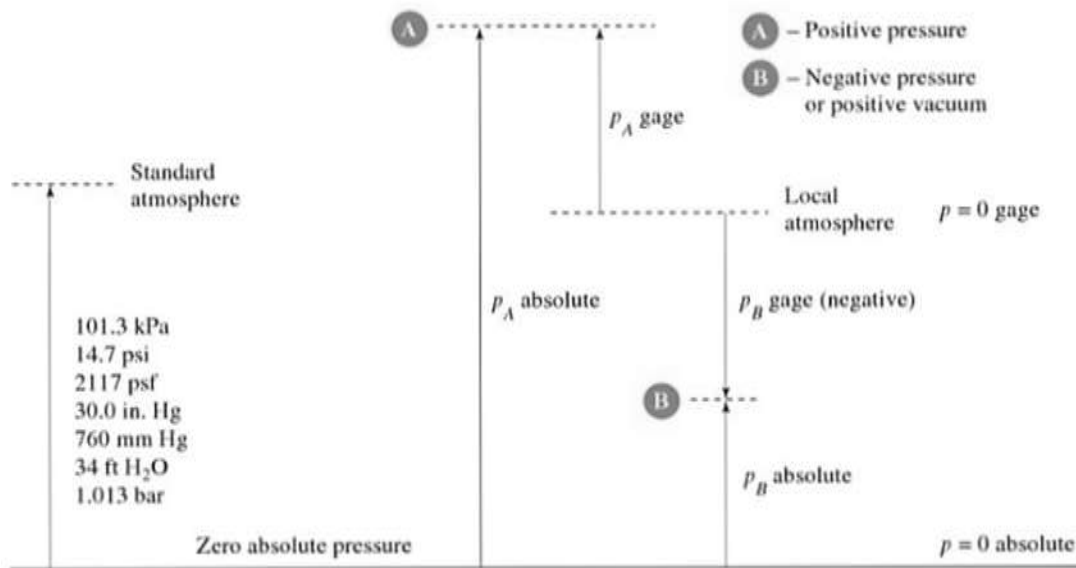 A
A – Positive pressure
B – Negative pressure
or positive vacuum
p_A gage
Standard
atmosphere
Local
atmosphere
p = 0 gage
p_A absolute
p_B gage (negative)
101.3 kPa
14.7 psi
2117 psf
30.0 in. Hg
760 mm Hg
34 ft H₂O
1.013 bar
B
p_B absolute
Zero absolute pressure
p = 0 absolute